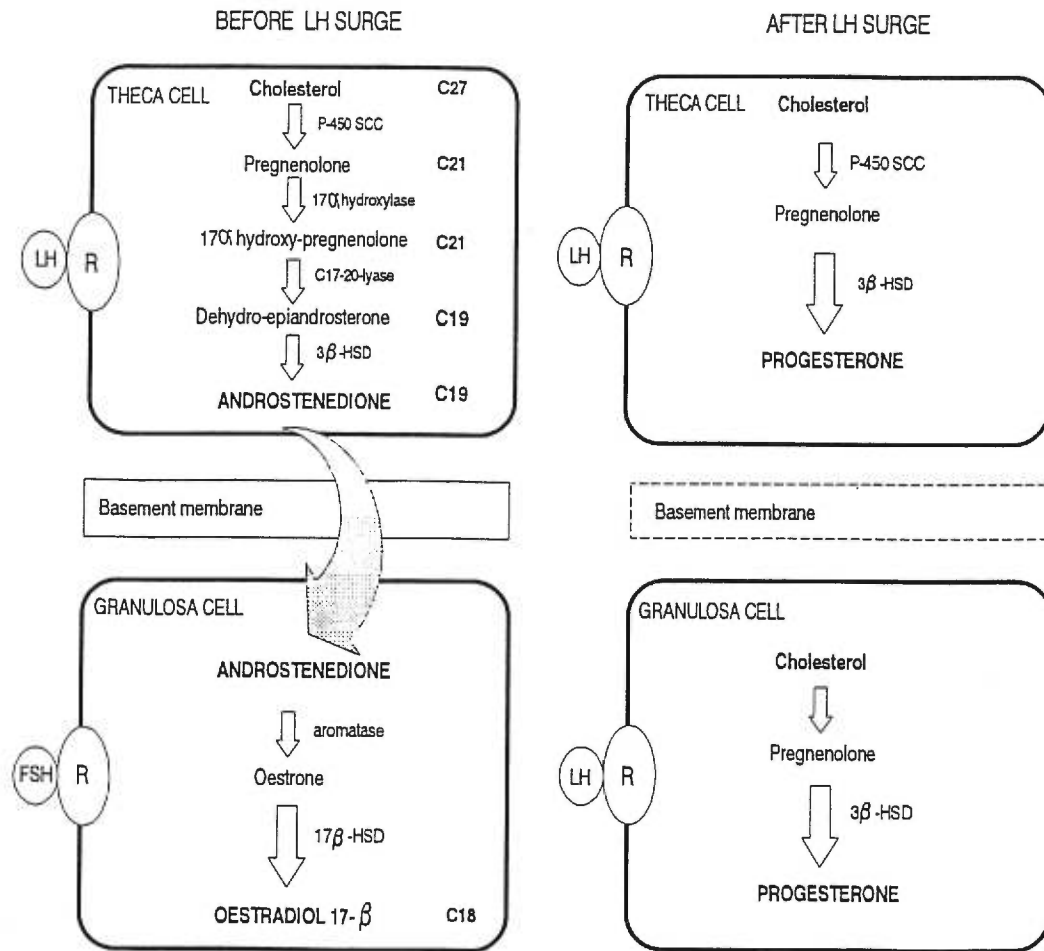 BEFORE LH SURGE
THECA CELL
Cholesterol C27
P-450 SCC
Pregnenolone C21
17α hydroxylase
17α hydroxy-pregnenolone C21
C17-20-lyase
Dehydro-epiandrosterone C19
3β-HSD
ANDROSTENEDIONE C19
LH R
Basement membrane
GRANULOSA CELL
ANDROSTENEDIONE
aromatase
Oestrone
17β-HSD
OESTRADIOL 17-β C18
FSH R
AFTER LH SURGE
THECA CELL
Cholesterol
P-450 SCC
Pregnenolone
3β-HSD
PROGESTERONE
LH R
Basement membrane
GRANULOSA CELL
Cholesterol
Pregnenolone
3β-HSD
PROGESTERONE
LH R